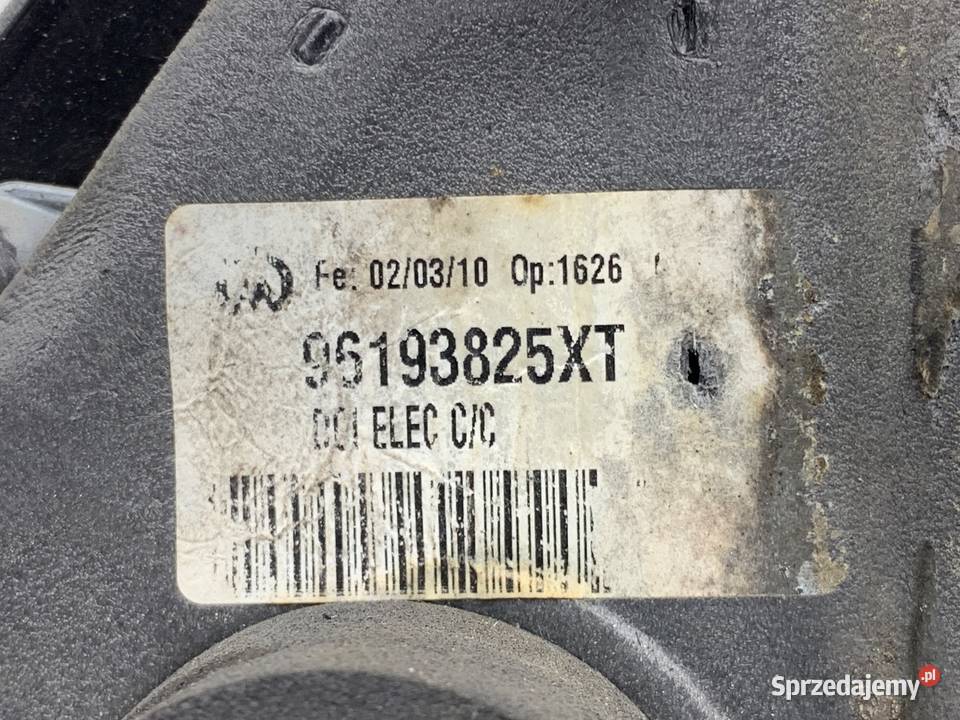 Fe: 02/03/10 Op:1626
96193825XT
ELEC C/C
Sprzedajemy.pl